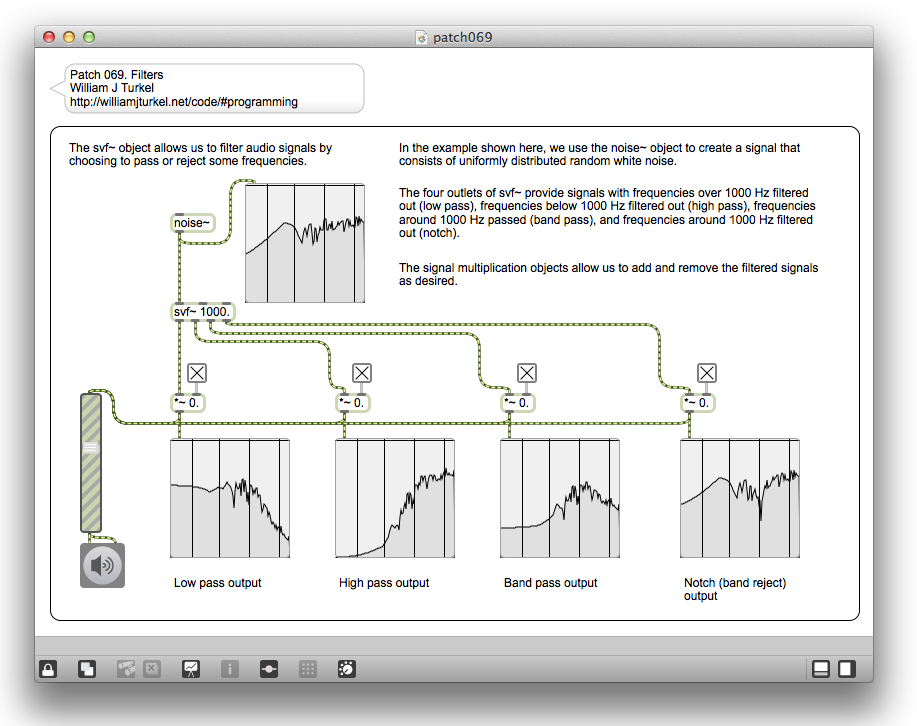 patch069
Patch 069. Filters
William J Turkel
http://williamjturkel.net/code/#programming
The svf~ object allows us to filter audio signals by
choosing to pass or reject some frequencies.
In the example shown here, we use the noise~ object to create a signal that
consists of uniformly distributed random white noise.
The four outlets of svf~ provide signals with frequencies over 1000 Hz filtered
out (low pass), frequencies below 1000 Hz filtered out (high pass), frequencies
around 1000 Hz passed (band pass), and frequencies around 1000 Hz filtered
out (notch).
The signal multiplication objects allow us to add and remove the filtered signals
as desired.
noise~
svf~ 1000.
*~ 0.
*~ 0.
*~ 0.
*~ 0.
Low pass output
High pass output
Band pass output
Notch (band reject)
output